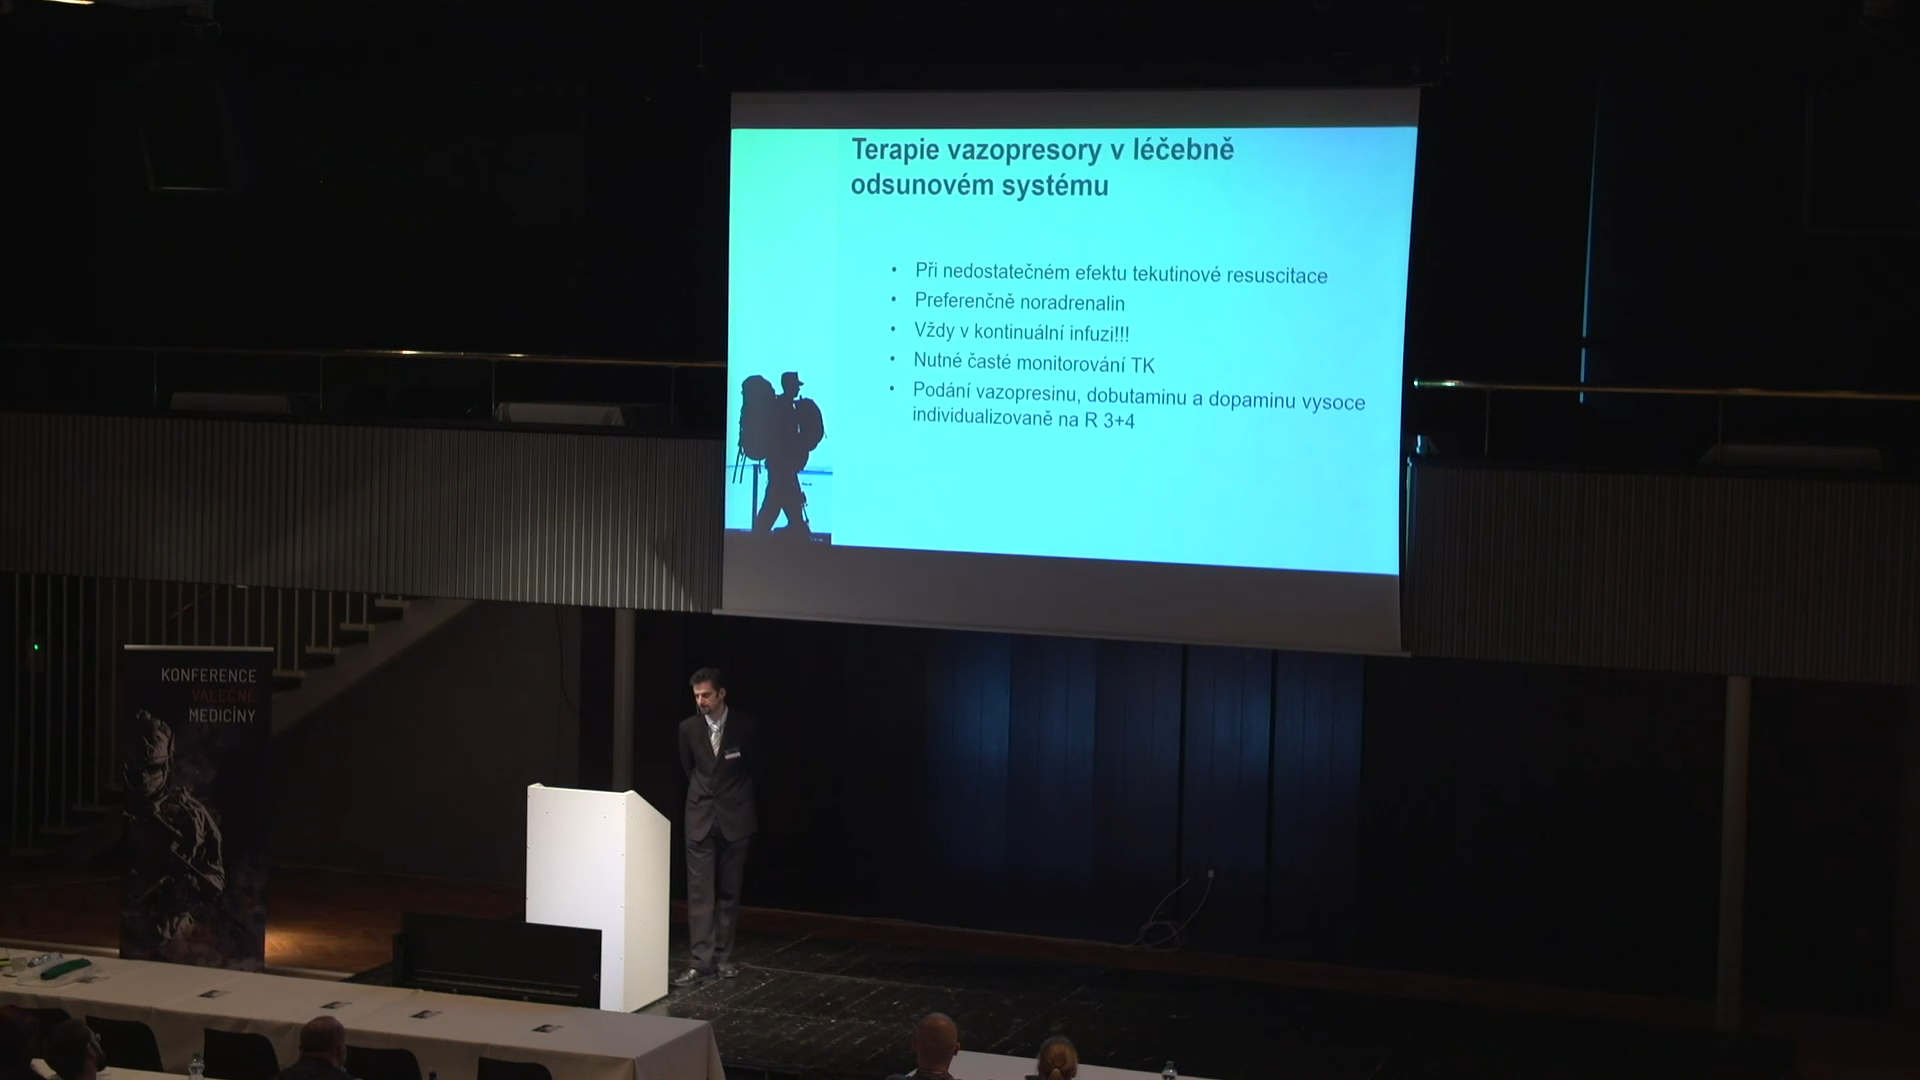 Terapie vazopresory v léčebně
odsunovém systému
• Při nedostatečném efektu tekutinové resuscitace
• Preferenčně noradrenalin
• Vždy v kontinuální infuzi!!!
• Nutné časté monitorování TK
• Podání vazopresinu, dobutaminu a dopaminu vysoce
individualizovaně na R 3+4
KONFERENCE
VÁLEČNÉ
MEDICÍNY